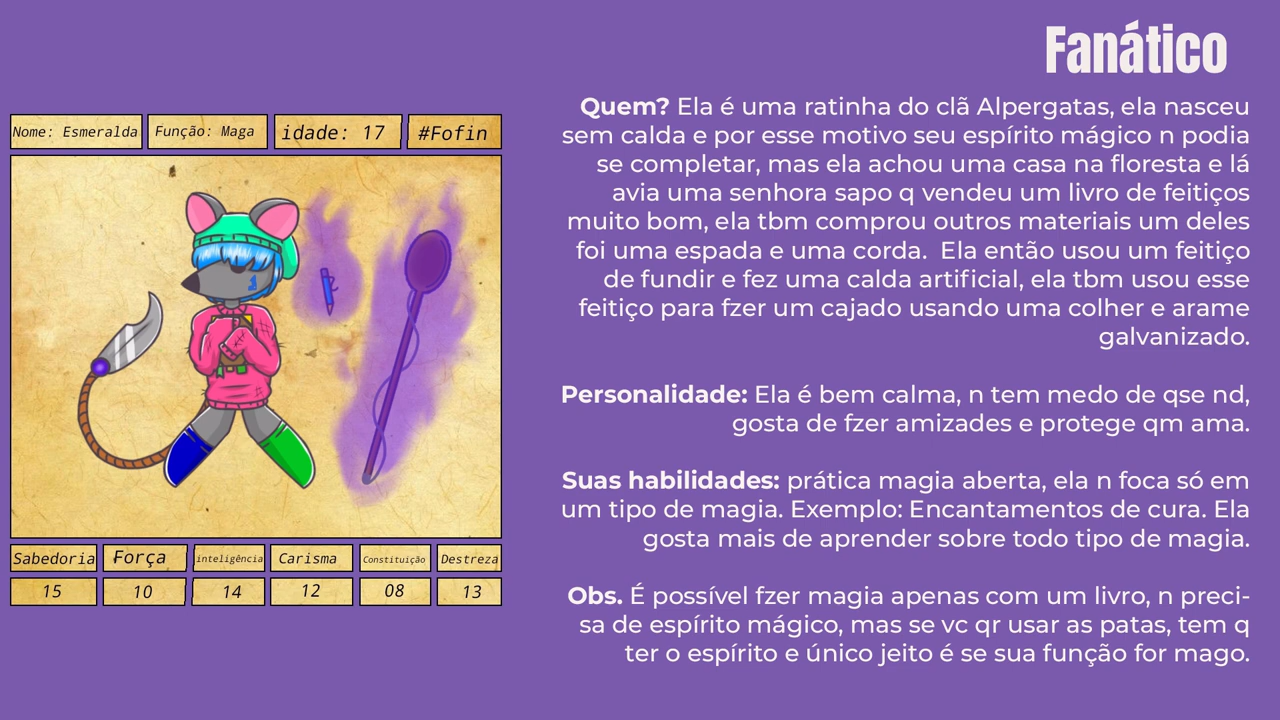 Fanático
Nome: Esmeralda
Função: Maga
idade: 17
#Fofin
Sabedoria
Força
inteligência
Carisma
Constituição
Destreza
15
10
14
12
08
13
Quem? Ela é uma ratinha do clã Alpergatas, ela nasceu
sem calda e por esse motivo seu espírito mágico n podia
se completar, mas ela achou uma casa na floresta e lá
avia uma senhora sapo q vendeu um livro de feitiços
muito bom, ela tbm comprou outros materiais um deles
foi uma espada e uma corda.  Ela então usou um feitiço
de fundir e fez uma calda artificial, ela tbm usou esse
feitiço para fzer um cajado usando uma colher e arame
galvanizado.
Personalidade: Ela é bem calma, n tem medo de qse nd,
gosta de fzer amizades e protege qm ama.
Suas habilidades: prática magia aberta, ela n foca só em
um tipo de magia. Exemplo: Encantamentos de cura. Ela
gosta mais de aprender sobre todo tipo de magia.
Obs. É possível fzer magia apenas com um livro, n preci-
sa de espírito mágico, mas se vc qr usar as patas, tem q
ter o espírito e único jeito é se sua função for mago.